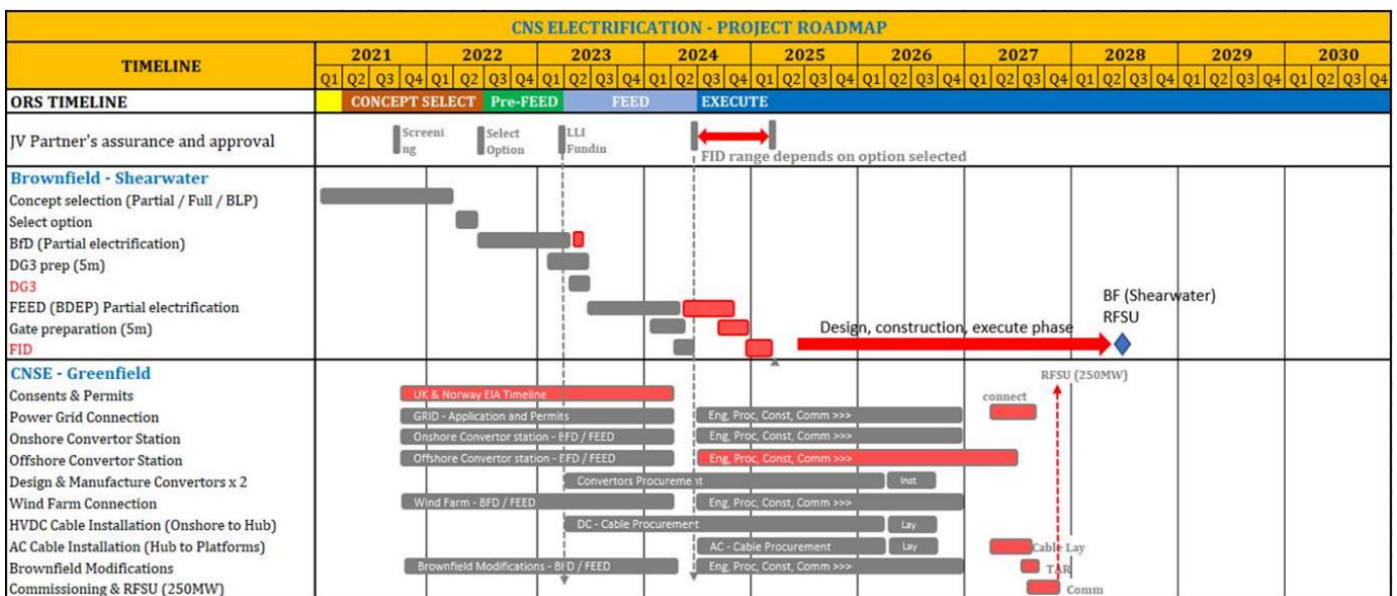 CNS ELECTRIFICATION - PROJECT ROADMAP
TIMELINE
2021 2022 2023 2024 2025 2026 2027 2028 2029 2030
Q1 Q2 Q3 Q4 Q1 Q2 Q3 Q4 Q1 Q2 Q3 Q4 Q1 Q2 Q3 Q4 Q1 Q2 Q3 Q4 Q1 Q2 Q3 Q4 Q1 Q2 Q3 Q4 Q1 Q2 Q3 Q4 Q1 Q2 Q3 Q4 Q1 Q2 Q3 Q4
ORS TIMELINE CONCEPT SELECT Pre-FEED FEED EXECUTE
JV Partner's assurance and approval
Screeni
ng
Select
Option
LLI
Fundin
FID range depends on option selected
Brownfield - Shearwater
Concept selection (Partial / Full / BLP)
Select option
BfD (Partial electrification)
DG3 prep (5m)
DG3
FEED (BDEP) Partial electrification
Gate preparation (5m)
FID
Design, construction, execute phase
BF (Shearwater)
RFSU
CNSE - Greenfield
RFSU (250MW)
Consents & Permits UK & Norway EIA Timeline
connect
Power Grid Connection GRID - Application and Permits Eng, Proc, Const, Comm >>>
Onshore Convertor Station Onshore Convertor station - BFD / FEED Eng, Proc, Const, Comm >>>
Offshore Convertor Station Offshore Convertor station - BFD / FEED Eng, Proc, Const, Comm >>>
Design & Manufacture Convertors x 2 Convertors Procurement Inst
Wind Farm Connection Wind Farm - BFD / FEED Eng, Proc, Const, Comm >>>
HVDC Cable Installation (Onshore to Hub) DC - Cable Procurement Lay
AC Cable Installation (Hub to Platforms) AC - Cable Procurement Lay Cable Lay
Brownfield Modifications Brownfield Modifications - BFD / FEED Eng, Proc, Const, Comm >>> TAR
Commissioning & RFSU (250MW) Comm